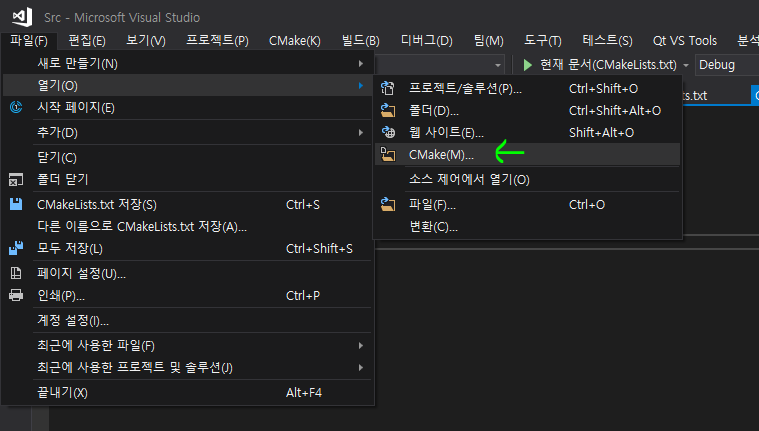 Src - Microsoft Visual Studio
파일(F) 편집(E) 보기(V) 프로젝트(P) CMake(K) 빌드(B) 디버그(D) 팀(M) 도구(T) 테스트(S) Qt VS Tools 분석
현재 문서(CMakeLists.txt) Debug
새로 만들기(N)
열기(O)
시작 페이지(E)
추가(D)
닫기(C)
폴더 닫기
CMakeLists.txt 저장(S) Ctrl+S
다른 이름으로 CMakeLists.txt 저장(A)...
모두 저장(L) Ctrl+Shift+S
페이지 설정(U)...
인쇄(P)... Ctrl+P
계정 설정(I)...
최근에 사용한 파일(F)
최근에 사용한 프로젝트 및 솔루션(J)
끝내기(X) Alt+F4
프로젝트/솔루션(P)... Ctrl+Shift+O
폴더(D)... Ctrl+Shift+Alt+O
웹 사이트(E)... Shift+Alt+O
CMake(M)...
소스 제어에서 열기(O)
파일(F)... Ctrl+O
변환(C)...
ts.txt